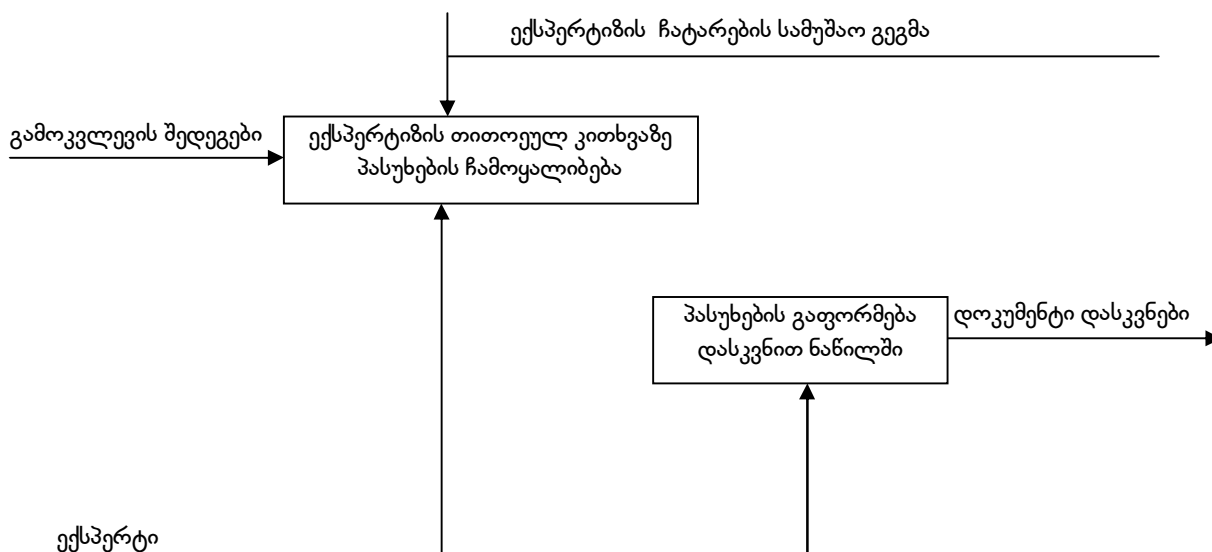 ექსპერტიზის ჩატარების სამუშაო გეგმა
გამოკვლევის შედეგები
ექსპერტიზის თითოეულ კითხვაზე
პასუხების ჩამოყალიბება
პასუხების გაფორმება
დასკვნით ნაწილში
დოკუმენტი დასკვნები
ექსპერტი